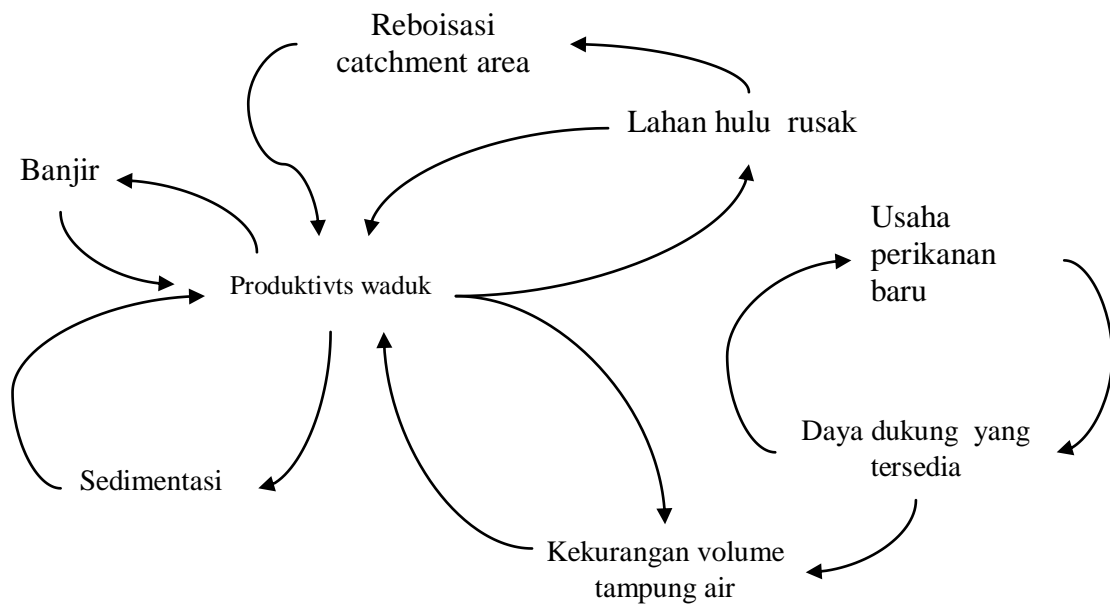 Reboisasi
catchment area
Lahan hulu rusak
Banjir
Usaha
perikanan
baru
Produktivts waduk
Daya dukung yang
tersedia
Sedimentasi
Kekurangan volume
tampung air